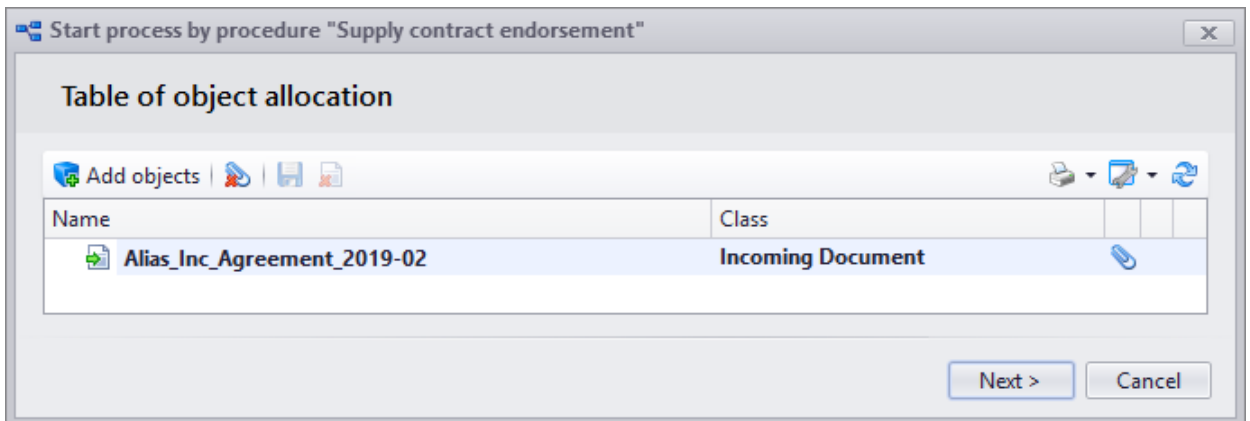 Start process by procedure "Supply contract endorsement"
Table of object allocation
Add objects
Name Class
Alias_Inc_Agreement_2019-02 Incoming Document
Next > Cancel